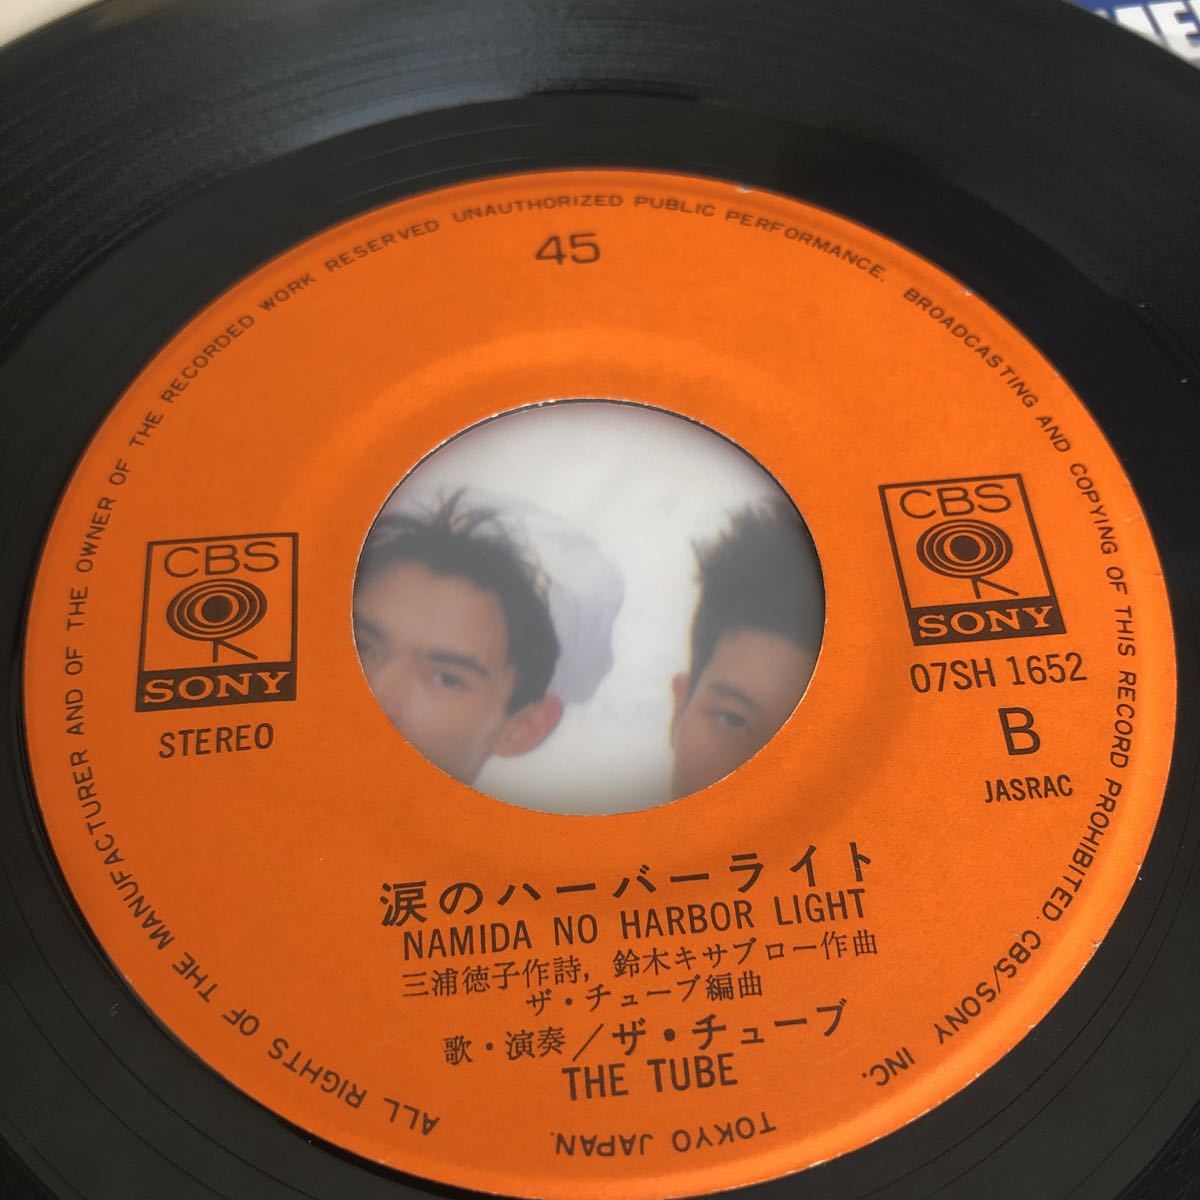 ALL RIGHTS OF THE MANUFACTURER AND OF THE OWNER OF THE RECORDED WORK RESERVED UNAUTHORIZED PUBLIC PERFORMANCE. BROADCASTING AND COPYING OF THIS RECORD PROHIBITED. CBS/SONY INC. TOKYO JAPAN.
45
CBS
SONY
STEREO
CBS
SONY
07SH 1652
B
JASRAC
涙のハーバーライト
NAMIDA NO HARBOR LIGHT
三浦徳子作詩, 鈴木キサブロー作曲
ザ・チューブ編曲
歌・演奏/ザ・チューブ
THE TUBE